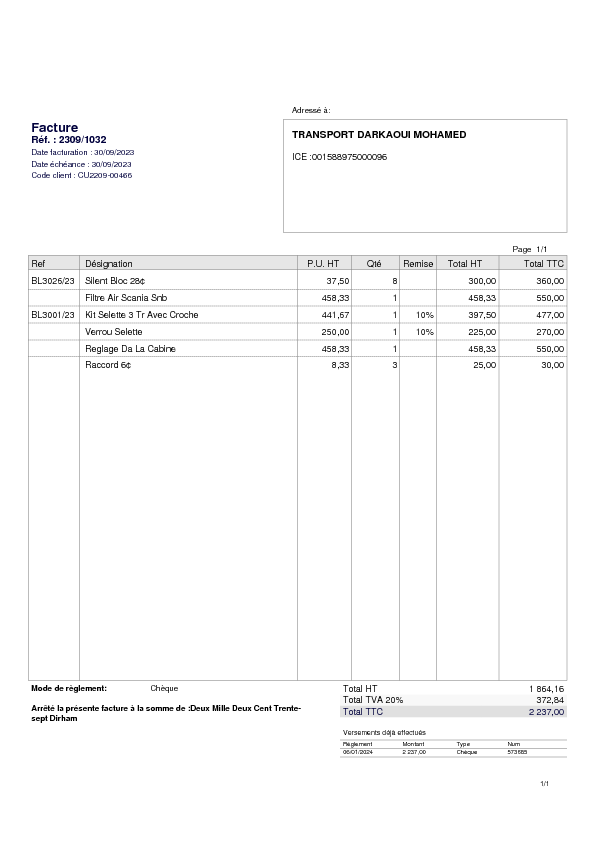 Adressé à:
Facture
Réf. : 2309/1032
Date facturation : 30/09/2023
Date échéance : 30/09/2023
Code client : CU2209-00466
TRANSPORT DARKAOUI MOHAMED
ICE :001588975000096
Page 1/1
Ref Désignation P.U. HT Qté Remise Total HT Total TTC
BL3026/23 Silent Bloc 28¢ 37,50 8 300,00 360,00
Filtre Air Scania Snb 458,33 1 458,33 550,00
BL3001/23 Kit Selette 3 Tr Avec Croche 441,67 1 10% 397,50 477,00
Verrou Selette 250,00 1 10% 225,00 270,00
Reglage Da La Cabine 458,33 1 458,33 550,00
Raccord 6¢ 8,33 3 25,00 30,00
Mode de règlement: Chèque
Total HT 1 864,16
Total TVA 20% 372,84
Total TTC 2 237,00
Arrêté la présente facture à la somme de :Deux Mille Deux Cent Trente-
sept Dirham
Versements déjà effectués
Règlement Montant Type Num
06/01/2024 2 237,00 Chèque 573685
1/1